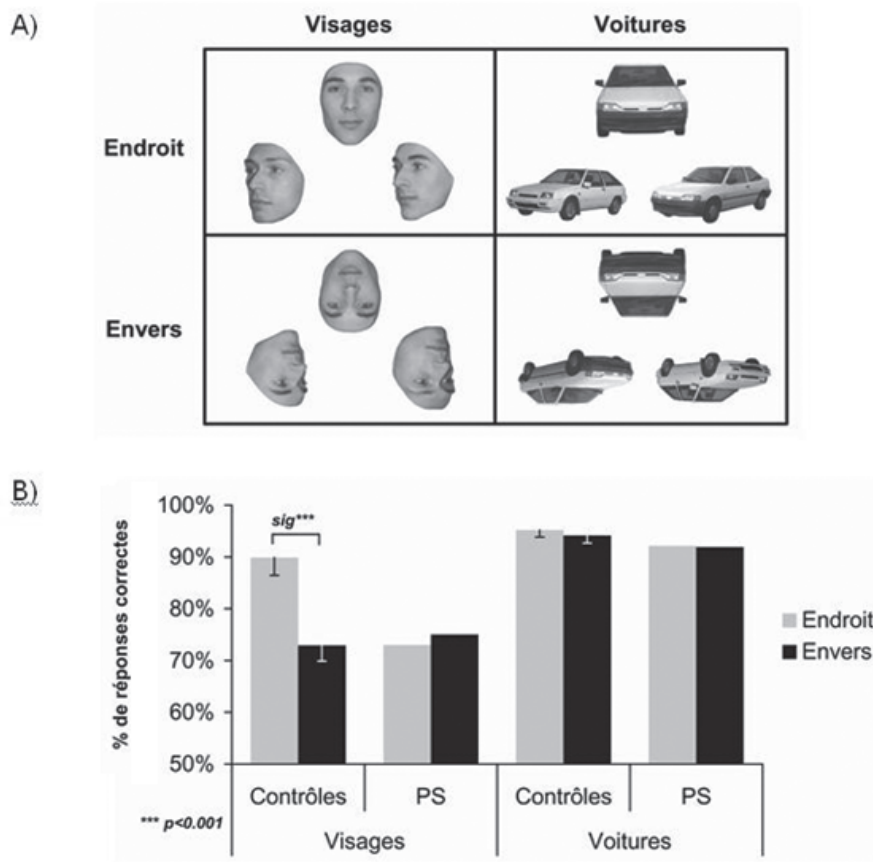 A)
Visages Voitures
Endroit
Envers
B)
100%
90%
80%
70%
60%
50%
% de réponses correctes
sig***
Endroit
Envers
Contrôles PS Contrôles PS
*** p<0.001
Visages Voitures